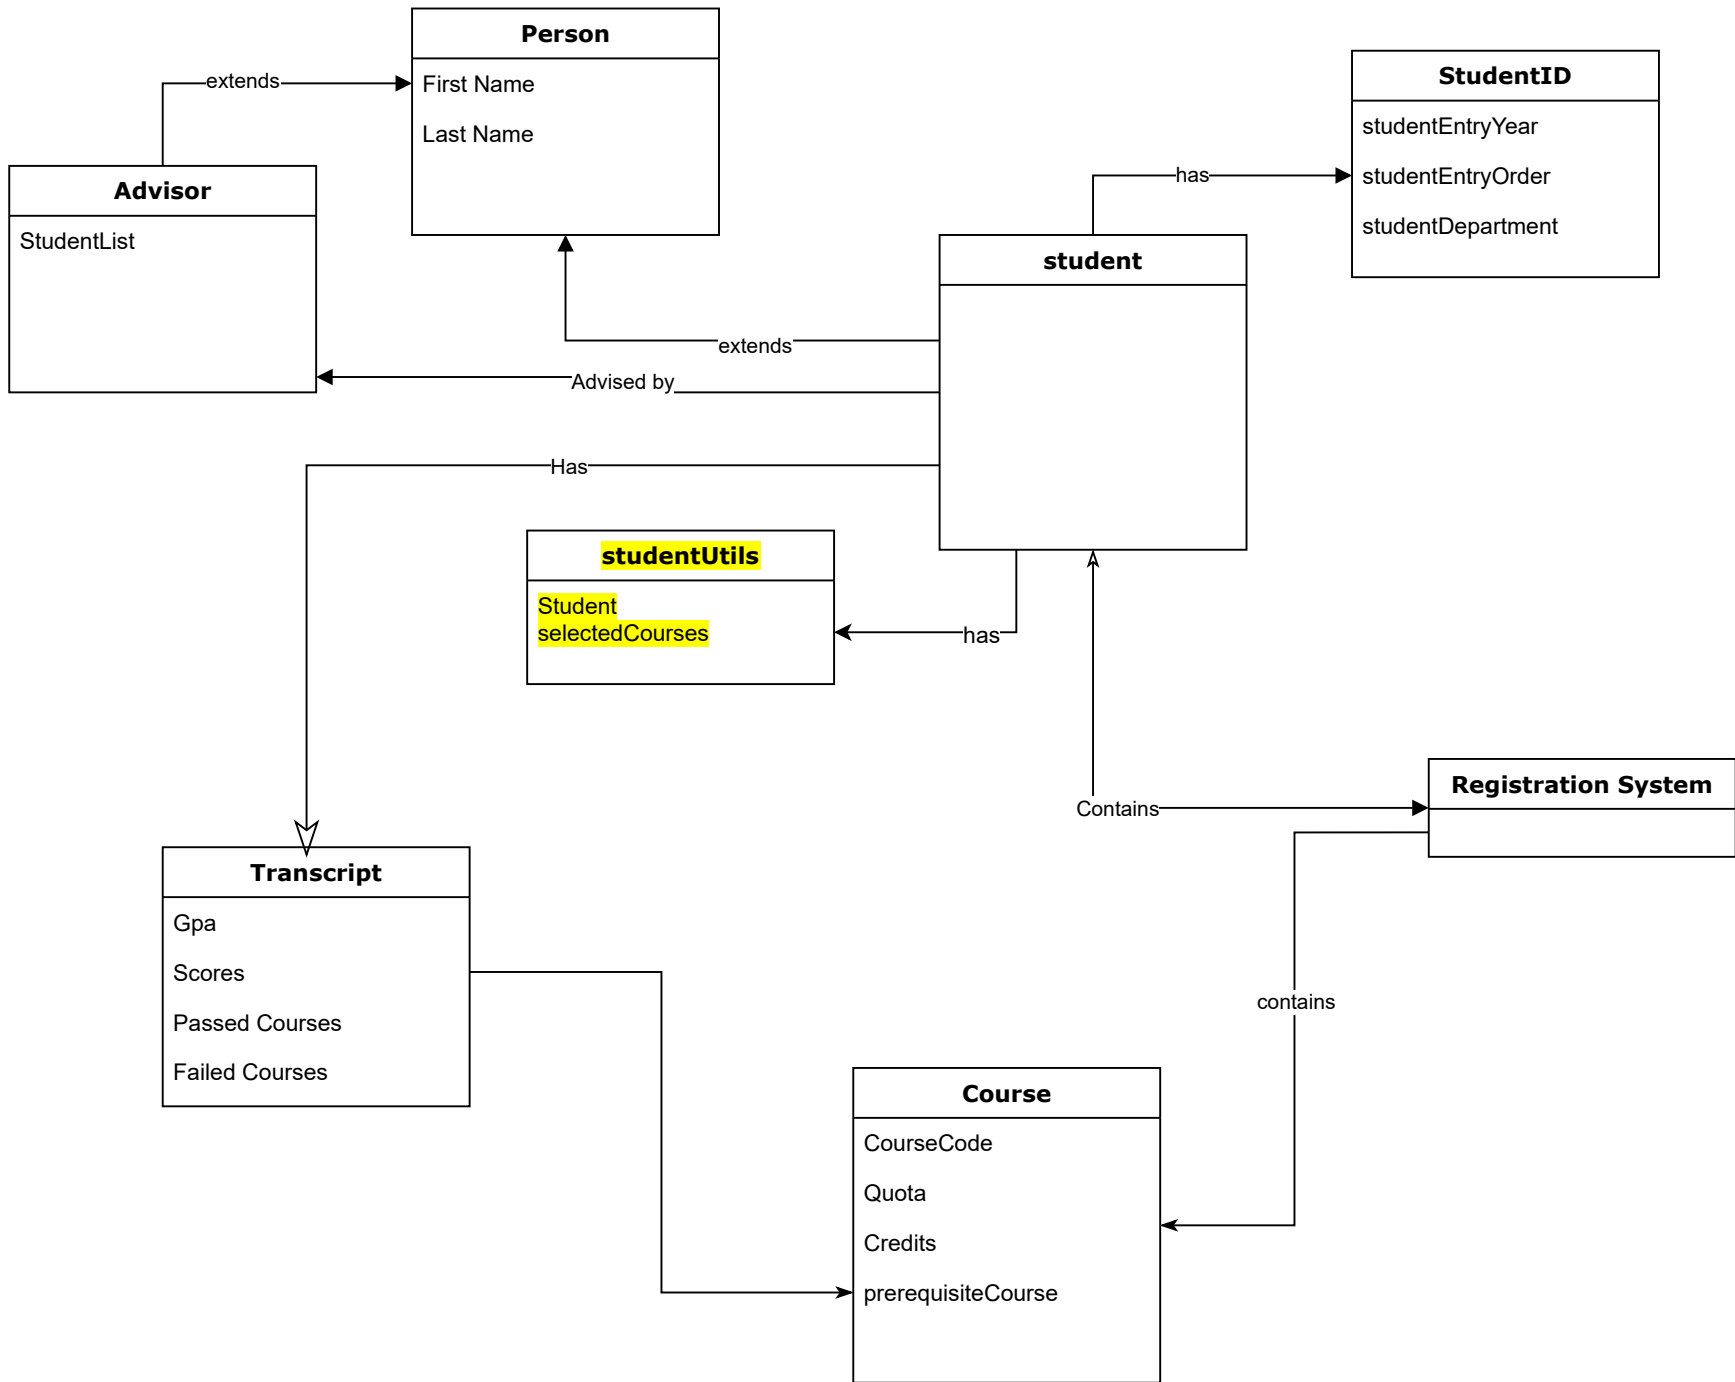 Person
First Name
Last Name
extends
Advisor
StudentList
StudentID
studentEntryYear
studentEntryOrder
studentDepartment
has
student
extends
Advised by
Has
studentUtils
Student
selectedCourses
has
Registration System
Contains
contains
Transcript
Gpa
Scores
Passed Courses
Failed Courses
Course
CourseCode
Quota
Credits
prerequisiteCourse